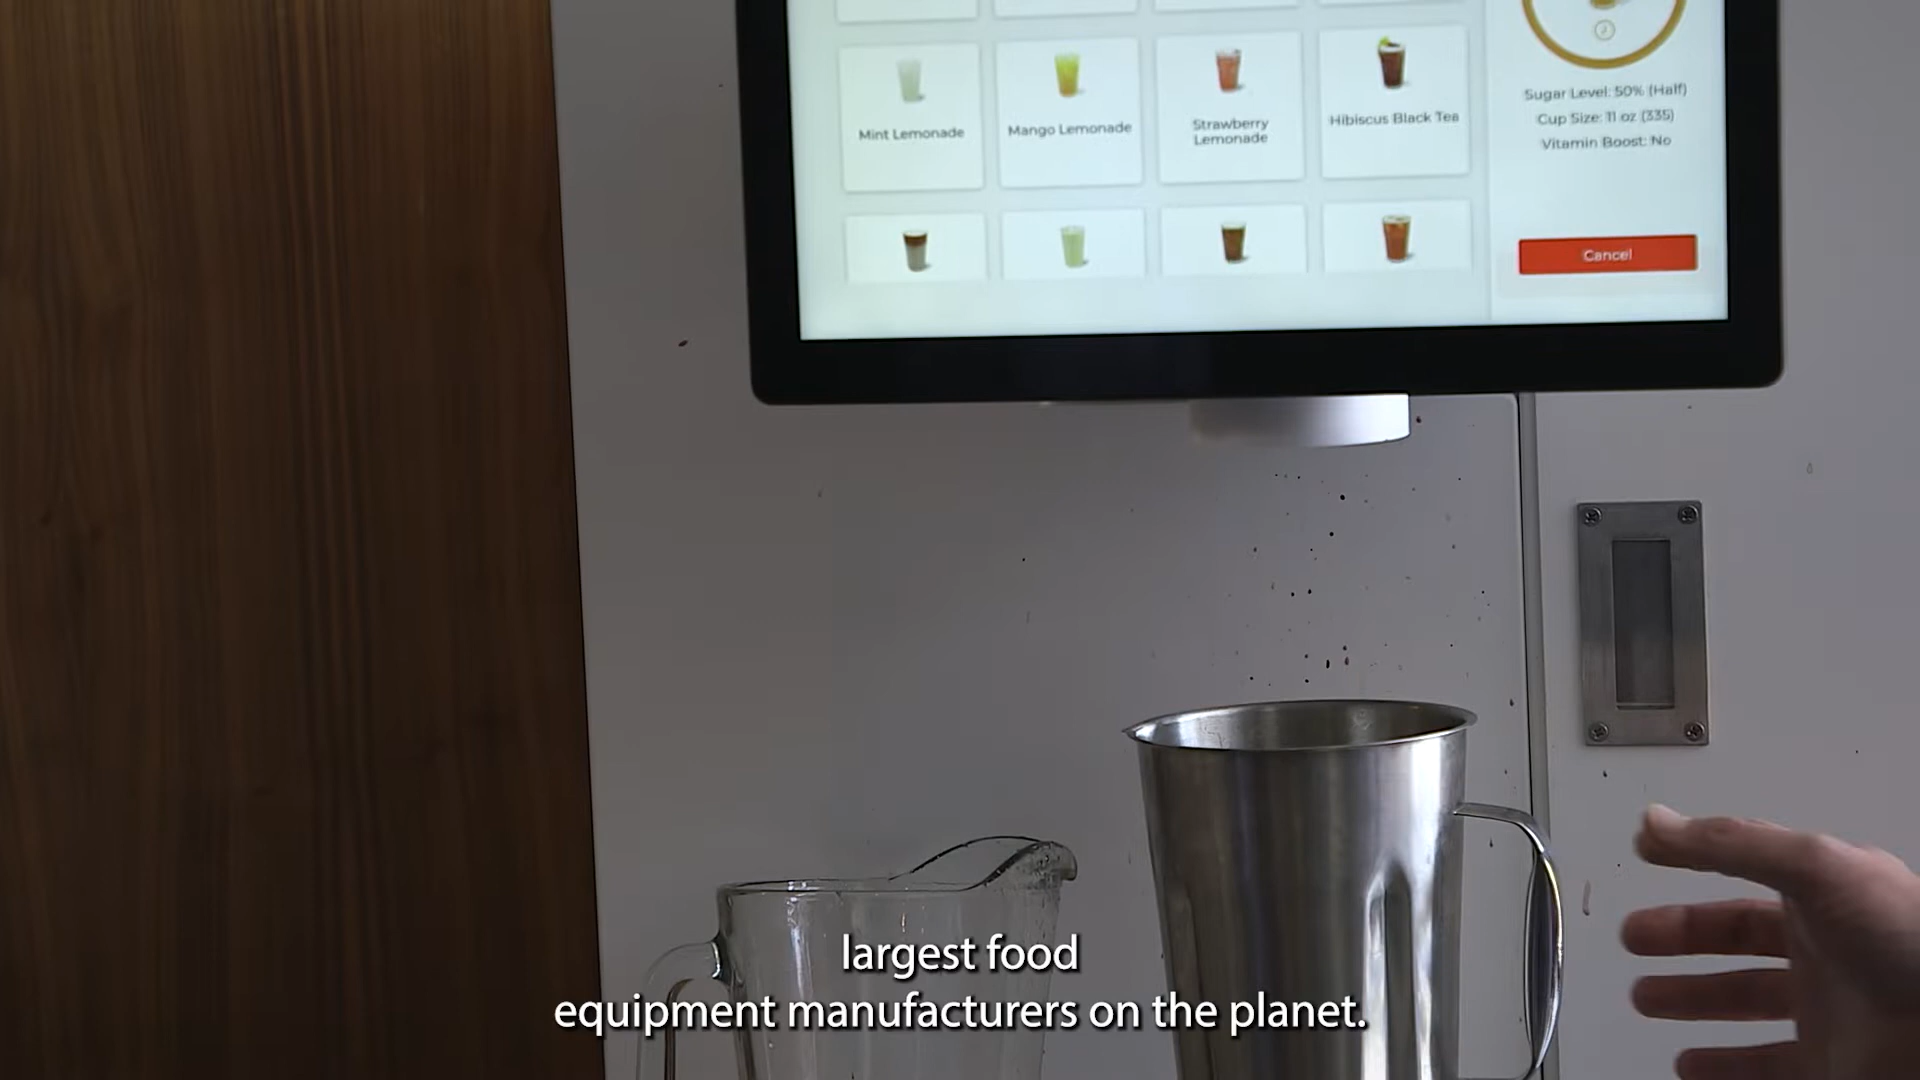 Mint Lemonade
Mango Lemonade
Strawberry
Lemonade
Hibiscus Black Tea
Sugar Level: 50% (Half)
Cup Size: 11 oz (335)
Vitamin Boost: No
Cancel
largest food
equipment manufacturers on the planet.